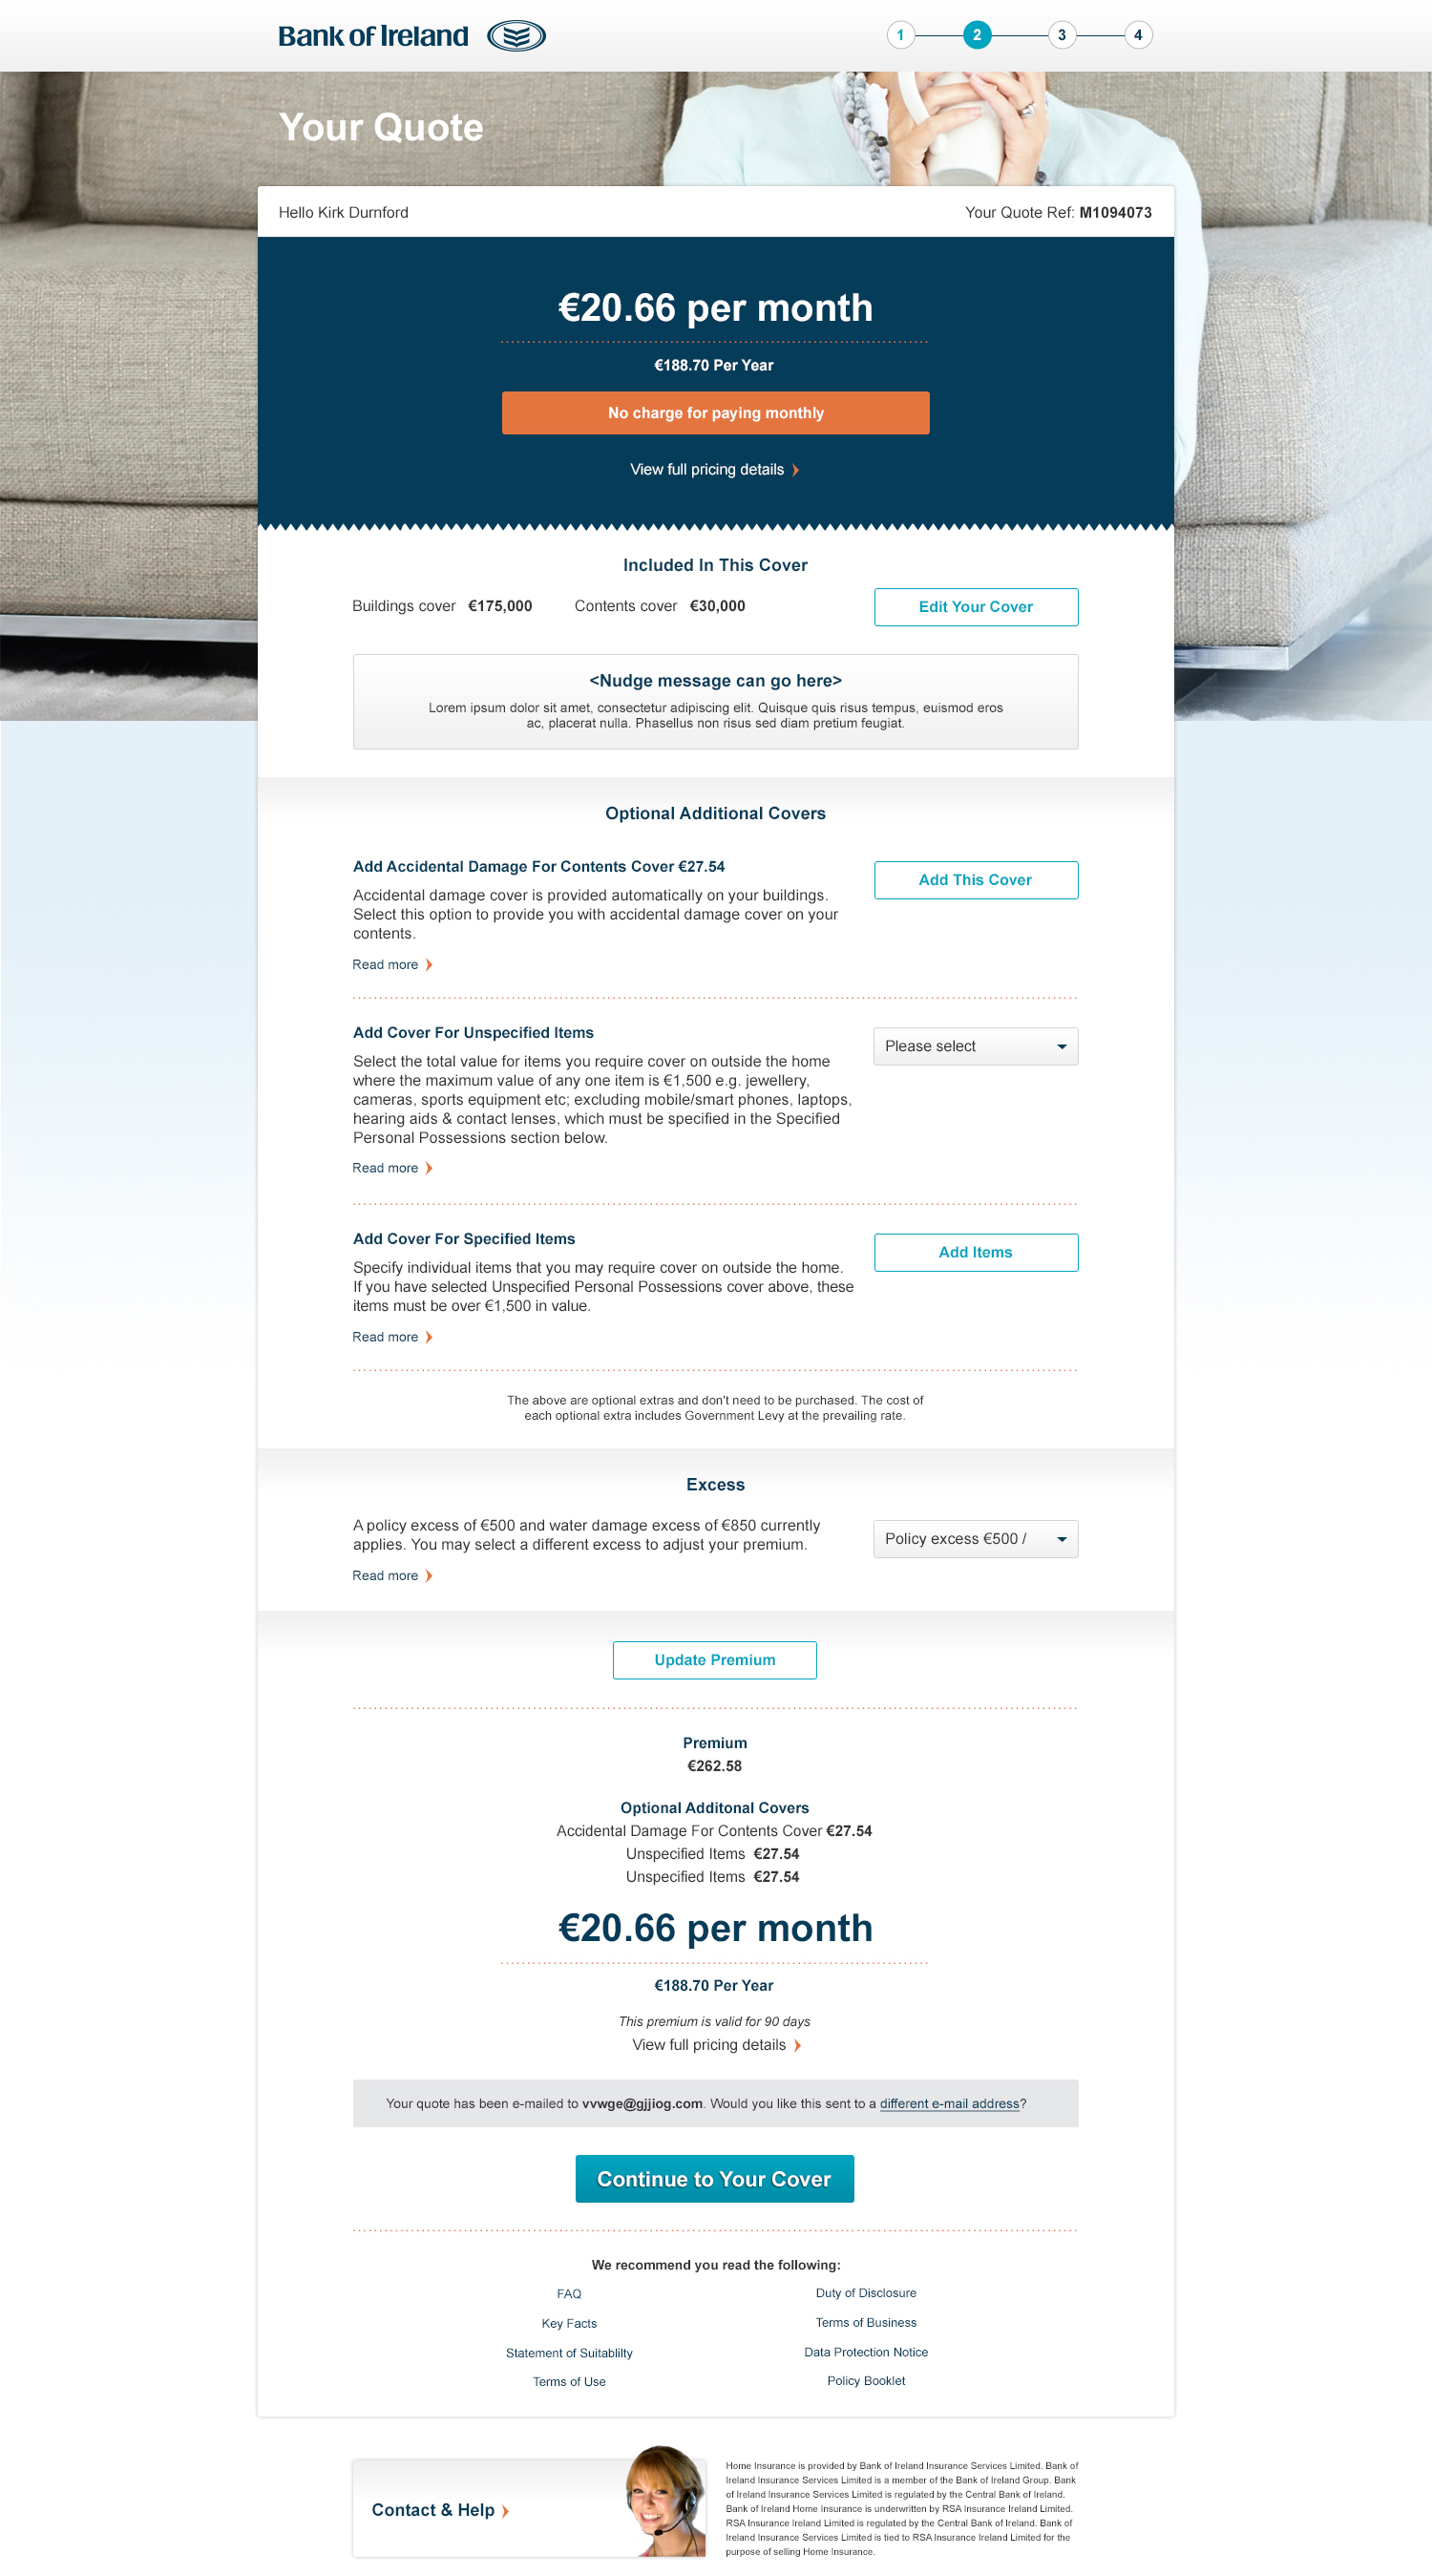 Bank of Ireland
1 2 3 4
Your Quote
Hello Kirk Durnford
Your Quote Ref: M1094073
€20.66 per month
€188.70 Per Year
No charge for paying monthly
View full pricing details
Included In This Cover
Buildings cover €175,000 Contents cover €30,000
Edit Your Cover
<Nudge message can go here>
Lorem ipsum dolor sit amet, consectetur adipiscing elit. Quisque quis risus tempus, euismod eros
ac, placerat nulla. Phasellus non risus sed diam pretium feugiat.
Optional Additional Covers
Add Accidental Damage For Contents Cover €27.54
Add This Cover
Accidental damage cover is provided automatically on your buildings.
Select this option to provide you with accidental damage cover on your
contents.
Read more
Add Cover For Unspecified Items
Please select
Select the total value for items you require cover on outside the home
where the maximum value of any one item is €1,500 e.g. jewellery,
cameras, sports equipment etc; excluding mobile/smart phones, laptops,
hearing aids & contact lenses, which must be specified in the Specified
Personal Possessions section below.
Read more
Add Cover For Specified Items
Add Items
Specify individual items that you may require cover on outside the home.
If you have selected Unspecified Personal Possessions cover above, these
items must be over €1,500 in value.
Read more
The above are optional extras and don't need to be purchased. The cost of
each optional extra includes Government Levy at the prevailing rate.
Excess
A policy excess of €500 and water damage excess of €850 currently
applies. You may select a different excess to adjust your premium.
Policy excess €500 /
Read more
Update Premium
Premium
€262.58
Optional Additonal Covers
Accidental Damage For Contents Cover €27.54
Unspecified Items €27.54
Unspecified Items €27.54
€20.66 per month
€188.70 Per Year
This premium is valid for 90 days
View full pricing details
Your quote has been e-mailed to vvwge@gjjiog.com. Would you like this sent to a different e-mail address?
Continue to Your Cover
We recommend you read the following:
FAQ
Key Facts
Statement of Suitablilty
Terms of Use
Duty of Disclosure
Terms of Business
Data Protection Notice
Policy Booklet
Contact & Help
Home Insurance is provided by Bank of Ireland Insurance Services Limited. Bank of
Ireland Insurance Services Limited is a member of the Bank of Ireland Group. Bank
of Ireland Insurance Services Limited is regulated by the Central Bank of Ireland.
Bank of Ireland Home Insurance is underwritten by RSA Insurance Ireland Limited.
RSA Insurance Ireland Limited is regulated by the Central Bank of Ireland. Bank of
Ireland Insurance Services Limited is tied to RSA Insurance Ireland Limited for the
purpose of selling Home Insurance.